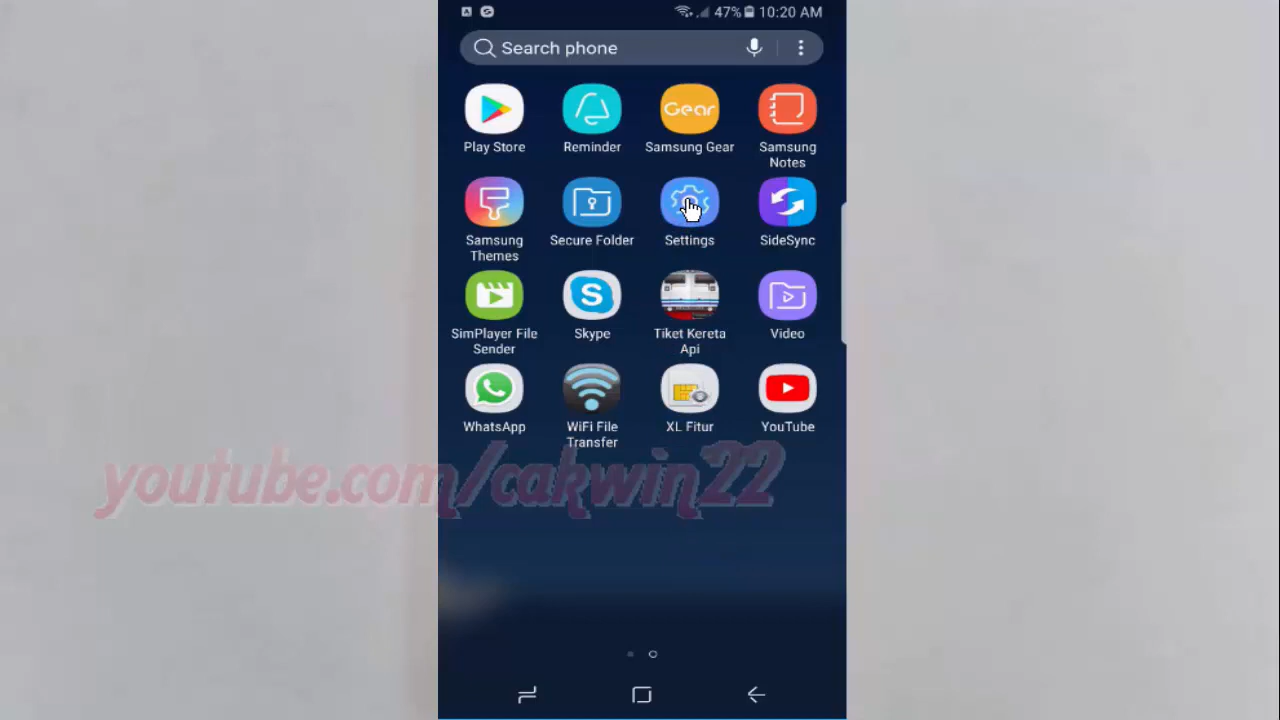 47% 10:20 AM
Search phone
Gear
Play Store
Reminder
Samsung Gear
Samsung
Notes
Samsung
Themes
Secure Folder
Settings
SideSync
S
SimPlayer File
Sender
Skype
Tiket Kereta
Api
Video
WhatsApp
WiFi File
Transfer
XL Fitur
YouTube
youtube.com/cakwin22